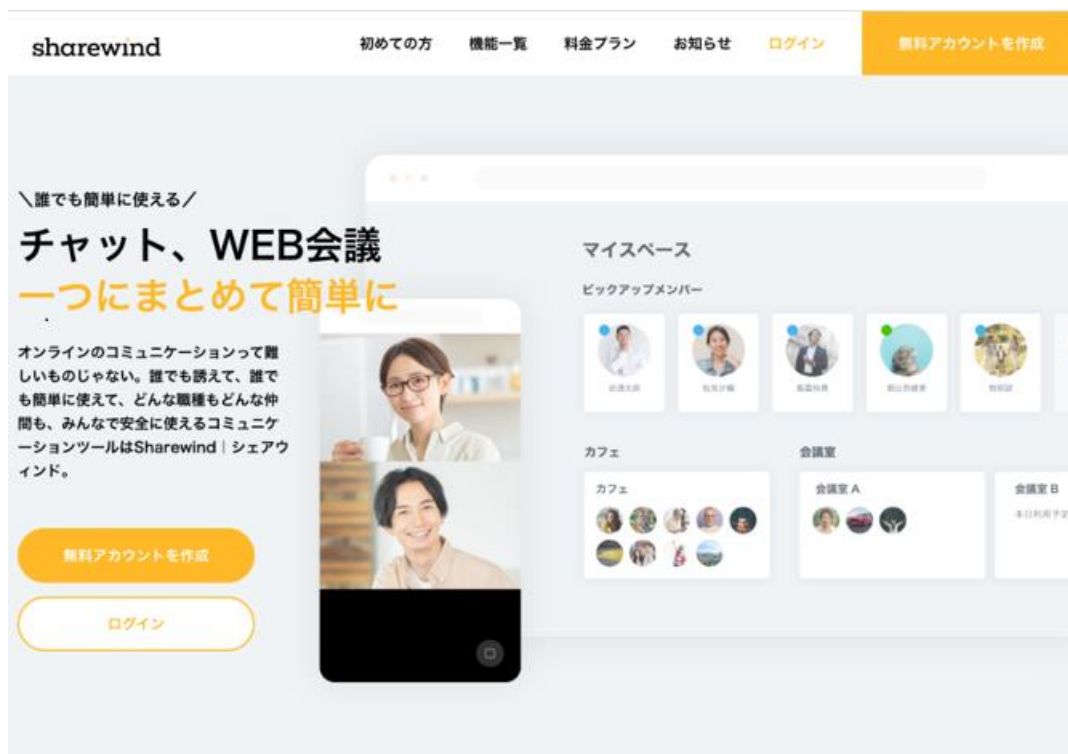 sharewind
初めての方 機能一覧 料金プラン お知らせ ログイン 無料アカウントを作成
＼誰でも簡単に使える／
チャット、WEB会議
一つにまとめて簡単に
オンラインのコミュニケーションって難
しいものじゃない。誰でも誘えて、誰で
も簡単に使えて、どんな職種もどんな仲
間も、みんなで安全に使えるコミュニケ
ーションツールはSharewind｜シェアウ
ィンド。
無料アカウントを作成
ログイン
マイスペース
ピックアップメンバー
カフェ 会議室
カフェ
会議室 A
会議室 B
本日利用予定